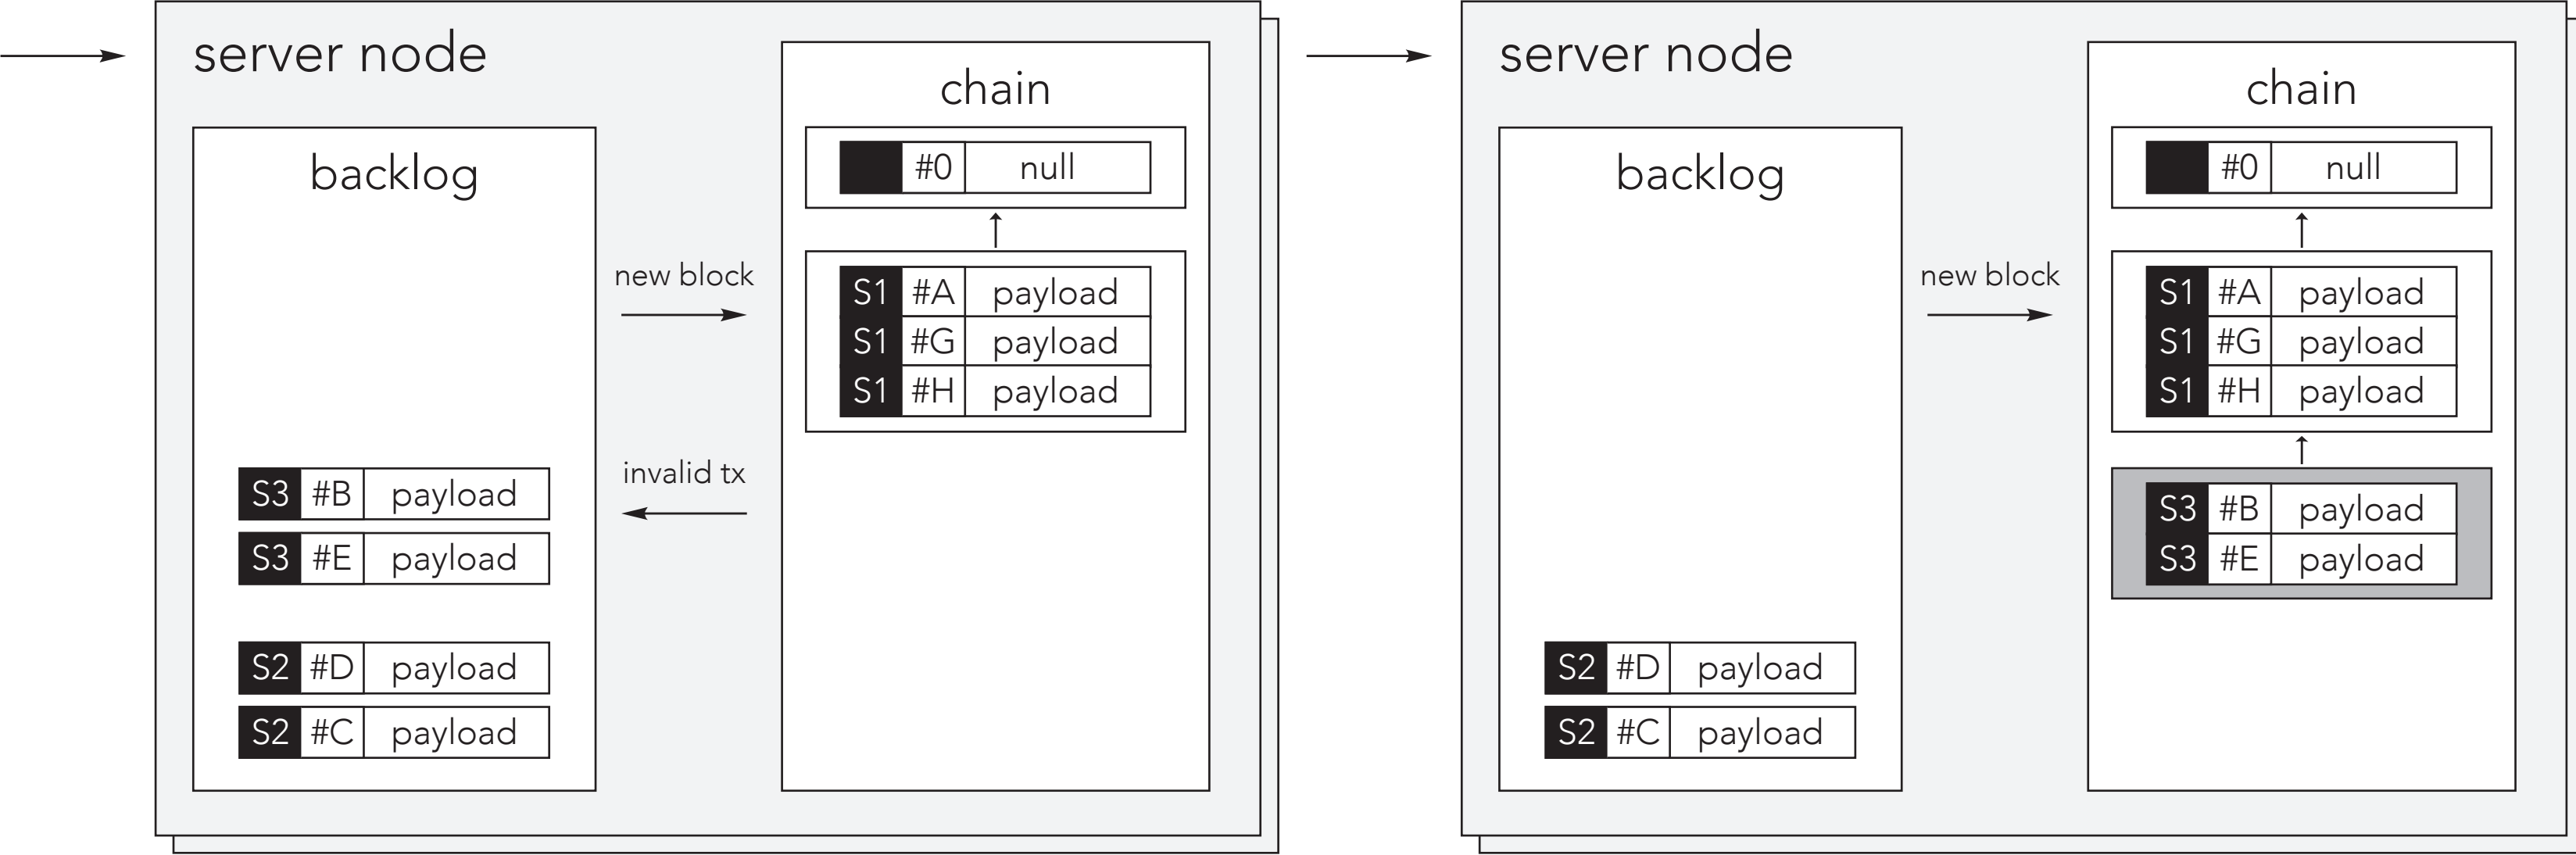 server node
chain
#0 null
backlog
new block
S1 #A payload
S1 #G payload
S1 #H payload
invalid tx
S3 #B payload
S3 #E payload
S2 #D payload
S2 #C payload
server node
chain
#0 null
backlog
new block
S1 #A payload
S1 #G payload
S1 #H payload
S3 #B payload
S3 #E payload
S2 #D payload
S2 #C payload